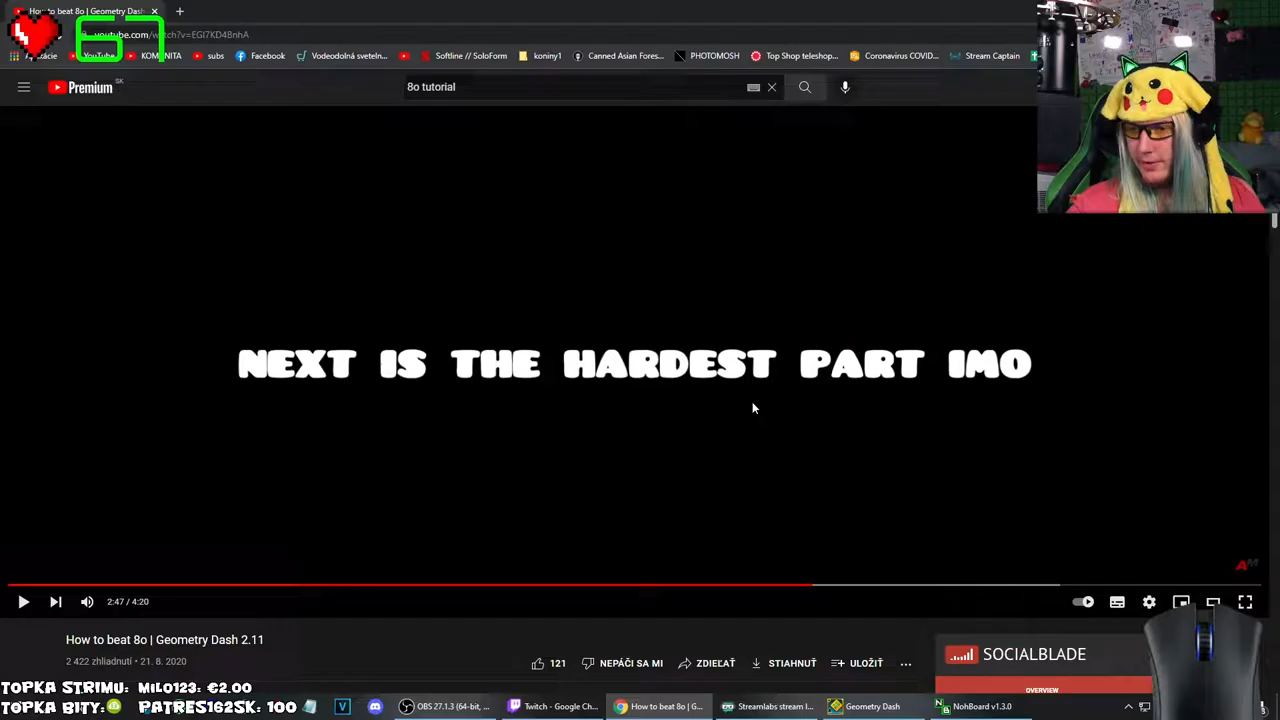 How to beat 8o | Geometry Dash
67
youtube.com/watch?v=EGl7KD4BnhA
YouTube
KOMUNITA
subs
Facebook
Vodeodolná sveteln...
Softline //SoloForm
koniny1
Canned Asian Fores...
PHOTOMOSH
Top Shop teleshop...
Coronavirus COVID...
Stream Captain
Premium SK
8o tutorial
NEXT IS THE HARDEST PART IMO
AM
2:47 / 4:20
How to beat 8o | Geometry Dash 2.11
2 422 zhliadnutí • 21. 8. 2020
121
NEPÁČI SA MI
ZDIEĽAŤ
STIAHNUŤ
ULOŽIŤ
SOCIALBLADE
OVERVIEW
TOPKA STRIMU: MILO123: €2.00
TOPKA BITY: PATRES162SK: 100
OBS 27.1.3 (64-bit, ...
Twitch - Google Ch...
How to beat 8o | G...
Streamlabs stream l...
Geometry Dash
NohBoard v1.3.0